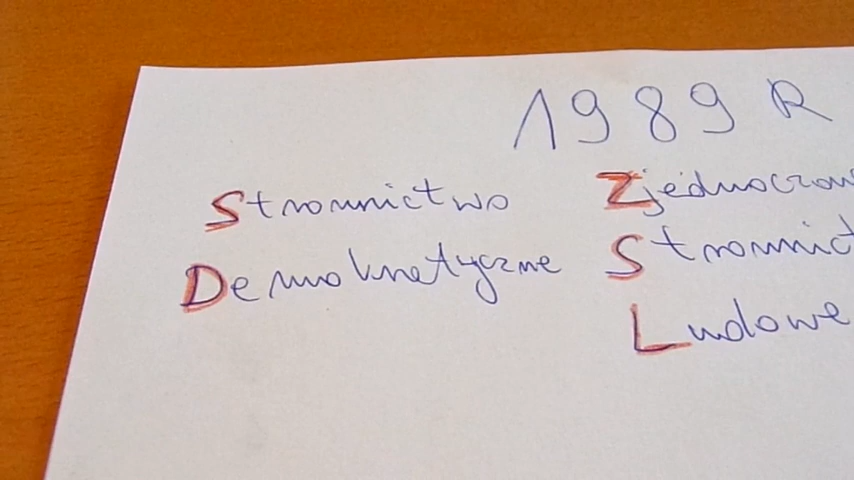 1989 R
Stronnictwo
Demokratyczne
Zjednoczon
Stronnict
Ludowe